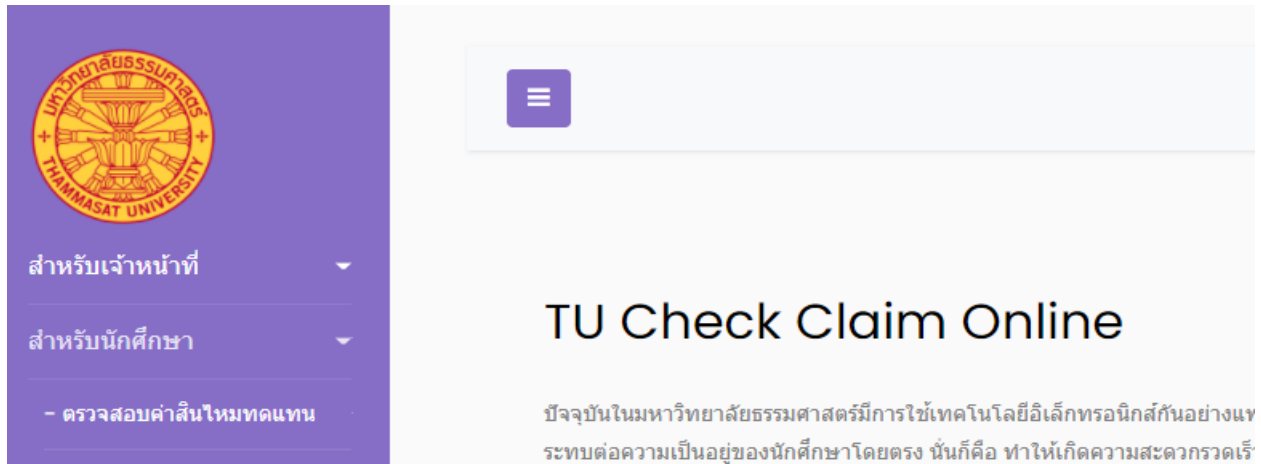 มหาวิทยาลัยธรรมศาสตร์
THAMMASAT UNIVERSITY
สำหรับเจ้าหน้าที่
สำหรับนักศึกษา
- ตรวจสอบค่าสินไหมทดแทน
TU Check Claim Online
ปัจจุบันในมหาวิทยาลัยธรรมศาสตร์มีการใช้เทคโนโลยีอิเล็กทรอนิกส์กันอย่างแพ
ระทบต่อความเป็นอยู่ของนักศึกษาโดยตรง นั่นก็คือ ทำให้เกิดความสะดวกรวดเร็